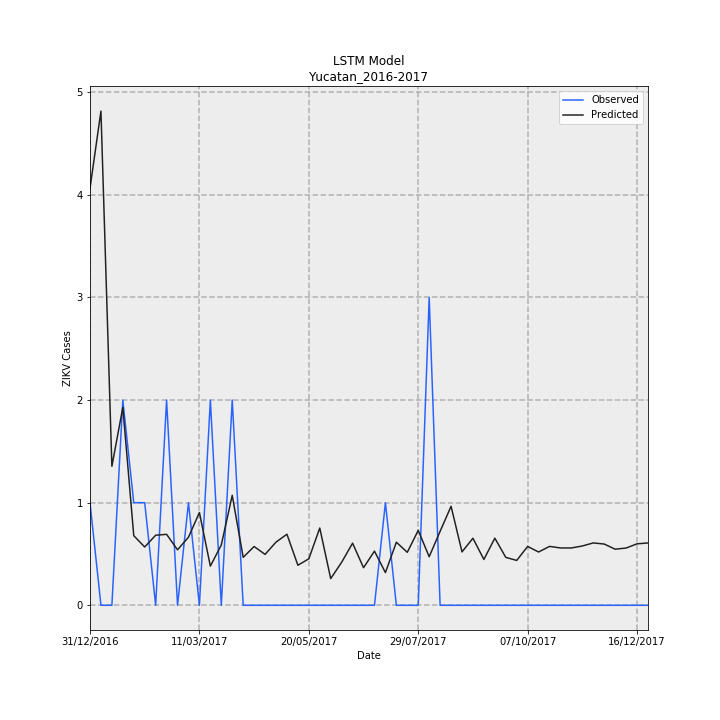 LSTM Model
Yucatan_2016-2017
Observed
Predicted
5
4
3
2
1
0
ZIKV Cases
31/12/2016 11/03/2017 20/05/2017 29/07/2017 07/10/2017 16/12/2017
Date